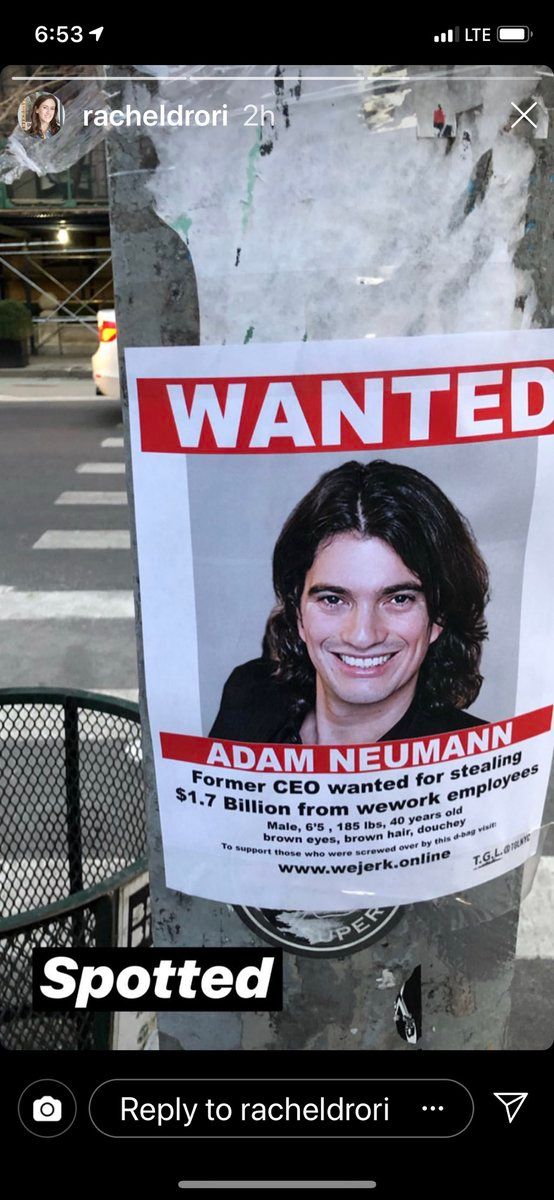 6:53
LTE
racheldrori 2h
WANTED
ADAM NEUMANN
Former CEO wanted for stealing
$1.7 Billion from wework employees
Male, 6'5 , 185 lbs, 40 years old
brown eyes, brown hair, douchey
To support those who were screwed over by this d-bag visit:
www.wejerk.online
T.G.L. @TGLNYC
UPER
Spotted
Reply to racheldrori